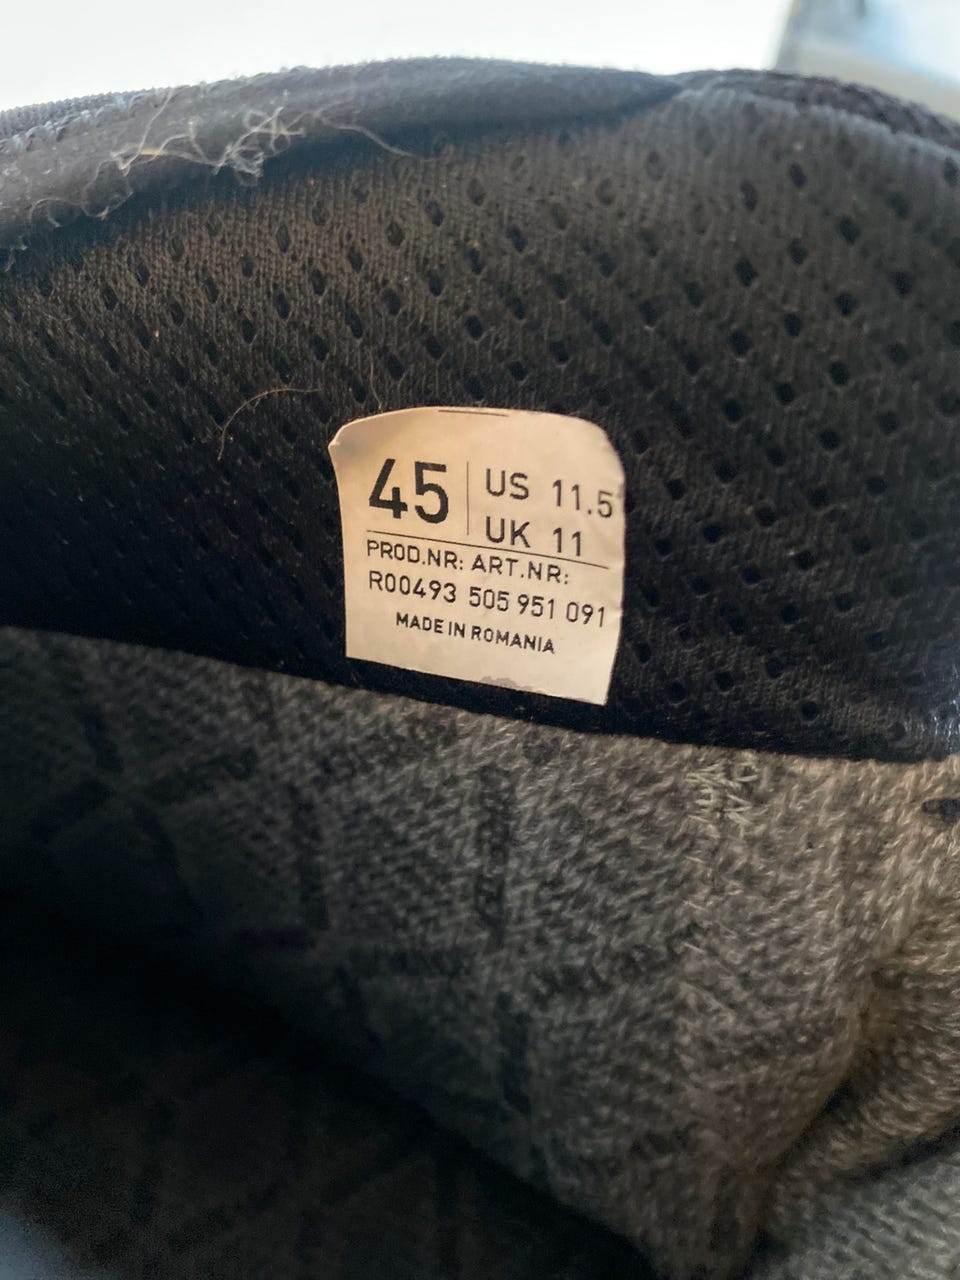 45 US 11.5
UK 11
PROD.NR: ART.NR:
R00493 505 951 091
MADE IN ROMANIA